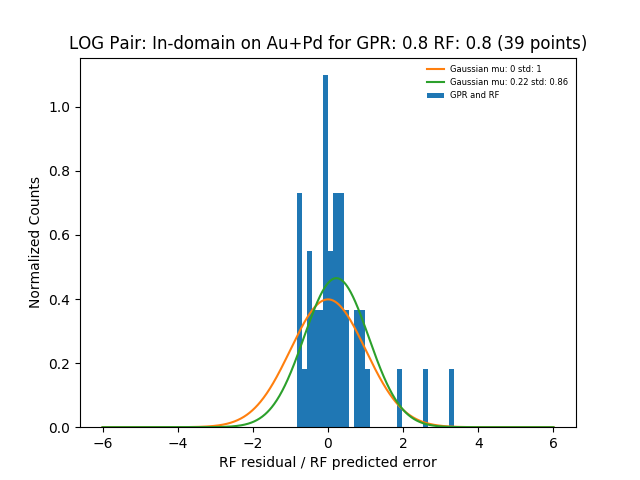 LOG Pair: In-domain on Au+Pd for GPR: 0.8 RF: 0.8 (39 points)
Gaussian mu: 0 std: 1
Gaussian mu: 0.22 std: 0.86
GPR and RF
Normalized Counts
1.0
0.8
0.6
0.4
0.2
0.0
−6 −4 −2 0 2 4 6
RF residual / RF predicted error